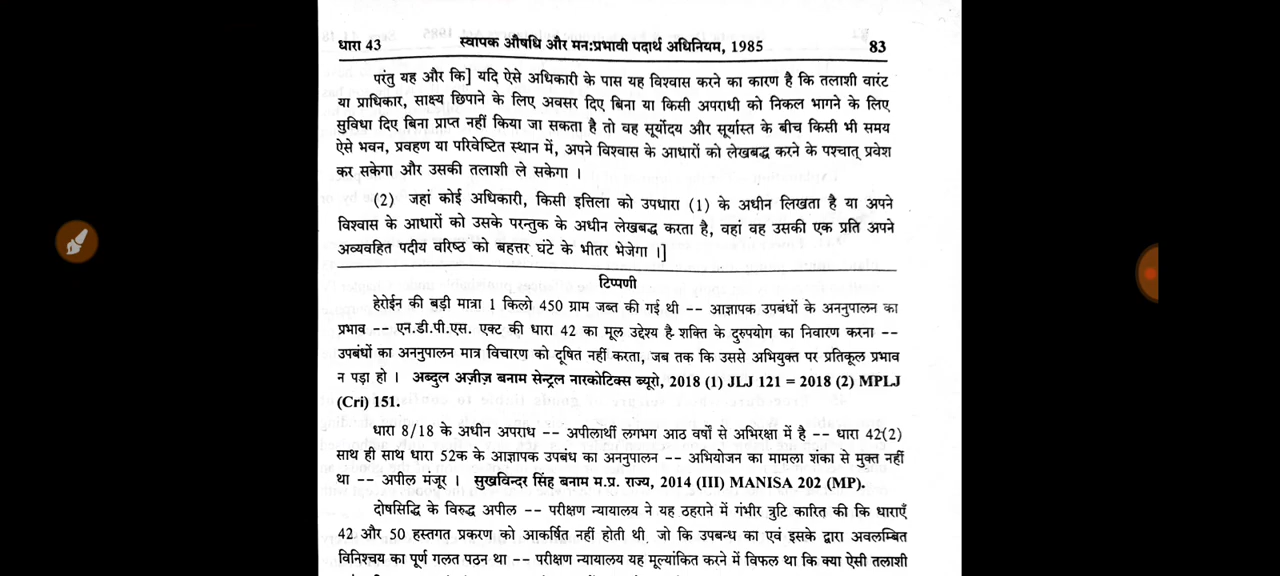 धारा 43 स्वापक औषधि और मन:प्रभावी पदार्थ अधिनियम, 1985 83
परंतु यह और कि] यदि ऐसे अधिकारी के पास यह विश्वास करने का कारण है कि तलाशी वारंट
या प्राधिकार, साक्ष्य छिपाने के लिए अवसर दिए बिना या किसी अपराधी को निकल भागने के लिए
सुविधा दिए बिना प्राप्त नहीं किया जा सकता है तो वह सूर्योदय और सूर्यास्त के बीच किसी भी समय
ऐसे भवन, प्रवहण या परिवेष्टित स्थान में, अपने विश्वास के आधारों को लेखबद्ध करने के पश्चात् प्रवेश
कर सकेगा और उसकी तलाशी ले सकेगा ।
(2) जहां कोई अधिकारी, किसी इत्तिला को उपधारा (1) के अधीन लिखता है या अपने
विश्वास के आधारों को उसके परन्तुक के अधीन लेखबद्ध करता है, वहां वह उसकी एक प्रति अपने
अव्यवहित पदीय वरिष्ठ को बहत्तर घंटे के भीतर भेजेगा ।]
टिप्पणी
हेरोईन की बड़ी मात्रा 1 किलो 450 ग्राम जब्त की गई थी -- आज्ञापक उपबंधों के अननुपालन का
प्रभाव -- एन.डी.पी.एस. एक्ट की धारा 42 का मूल उद्देश्य है शक्ति के दुरुपयोग का निवारण करना --
उपबंधों का अननुपालन मात्र विचारण को दूषित नहीं करता, जब तक कि उससे अभियुक्त पर प्रतिकूल प्रभाव
न पड़ा हो । अब्दुल अज़ीज़ बनाम सेन्ट्रल नारकोटिक्स ब्यूरो, 2018 (1) JLJ 121 = 2018 (2) MPLJ
(Cri) 151.
धारा 8/18 के अधीन अपराध -- अपीलार्थी लगभग आठ वर्षों से अभिरक्षा में है -- धारा 42(2)
साथ ही साथ धारा 52क के आज्ञापक उपबंध का अननुपालन -- अभियोजन का मामला शंका से मुक्त नहीं
था -- अपील मंजूर । सुखविन्दर सिंह बनाम म.प्र. राज्य, 2014 (III) MANISA 202 (MP).
दोषसिद्धि के विरुद्ध अपील -- परीक्षण न्यायालय ने यह ठहराने में गंभीर त्रुटि कारित की कि धाराएँ
42 और 50 हस्तगत प्रकरण को आकर्षित नहीं होती थी, जो कि उपबन्ध का एवं इसके द्वारा अवलम्बित
विनिश्चय का पूर्ण गलत पठन था -- परीक्षण न्यायालय यह मूल्यांकित करने में विफल था कि क्या ऐसी तलाशी